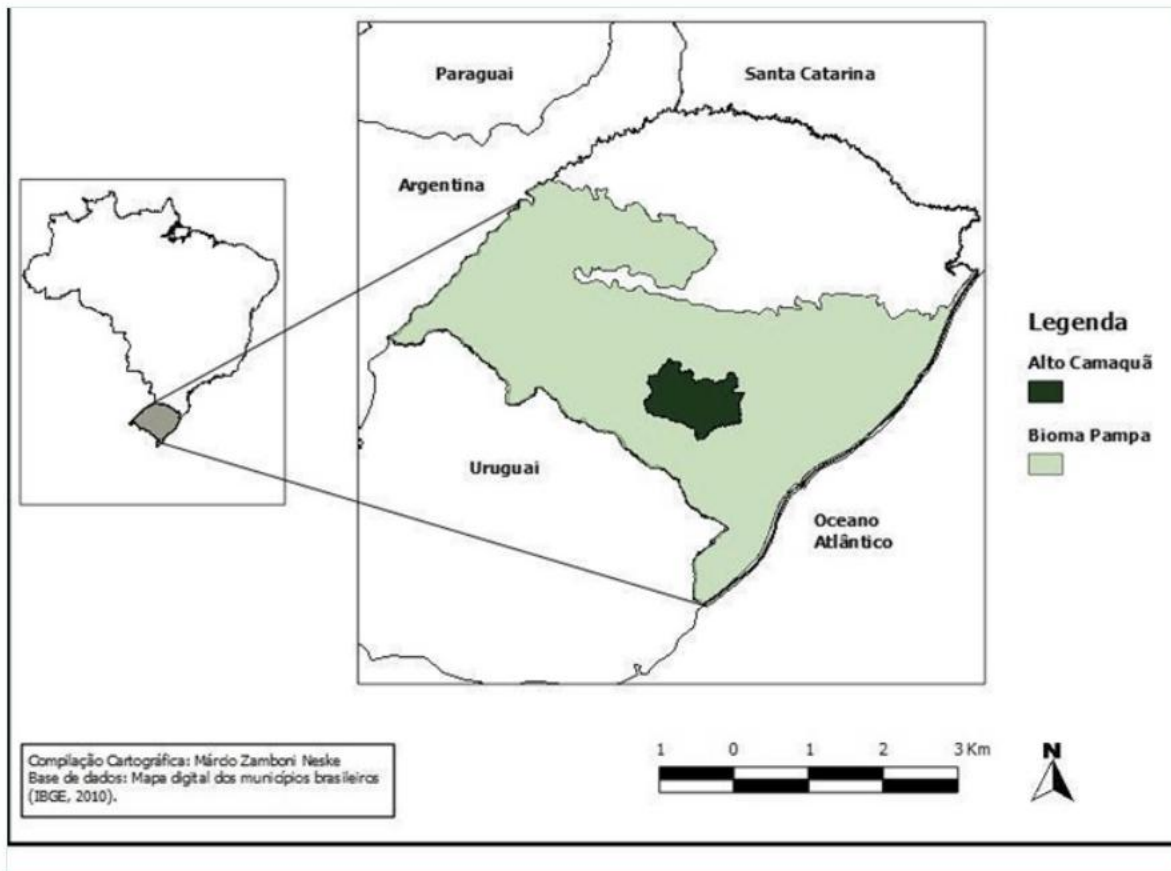 Paraguai
Santa Catarina
Argentina
Uruguai
Oceano
Atlântico
Legenda
Alto Camaquã
Bioma Pampa
Compilação Cartográfica: Márcio Zamboni Neske
Base de dados: Mapa digital dos municípios brasileiros
(IBGE, 2010).
1 0 1 2 3 Km
N